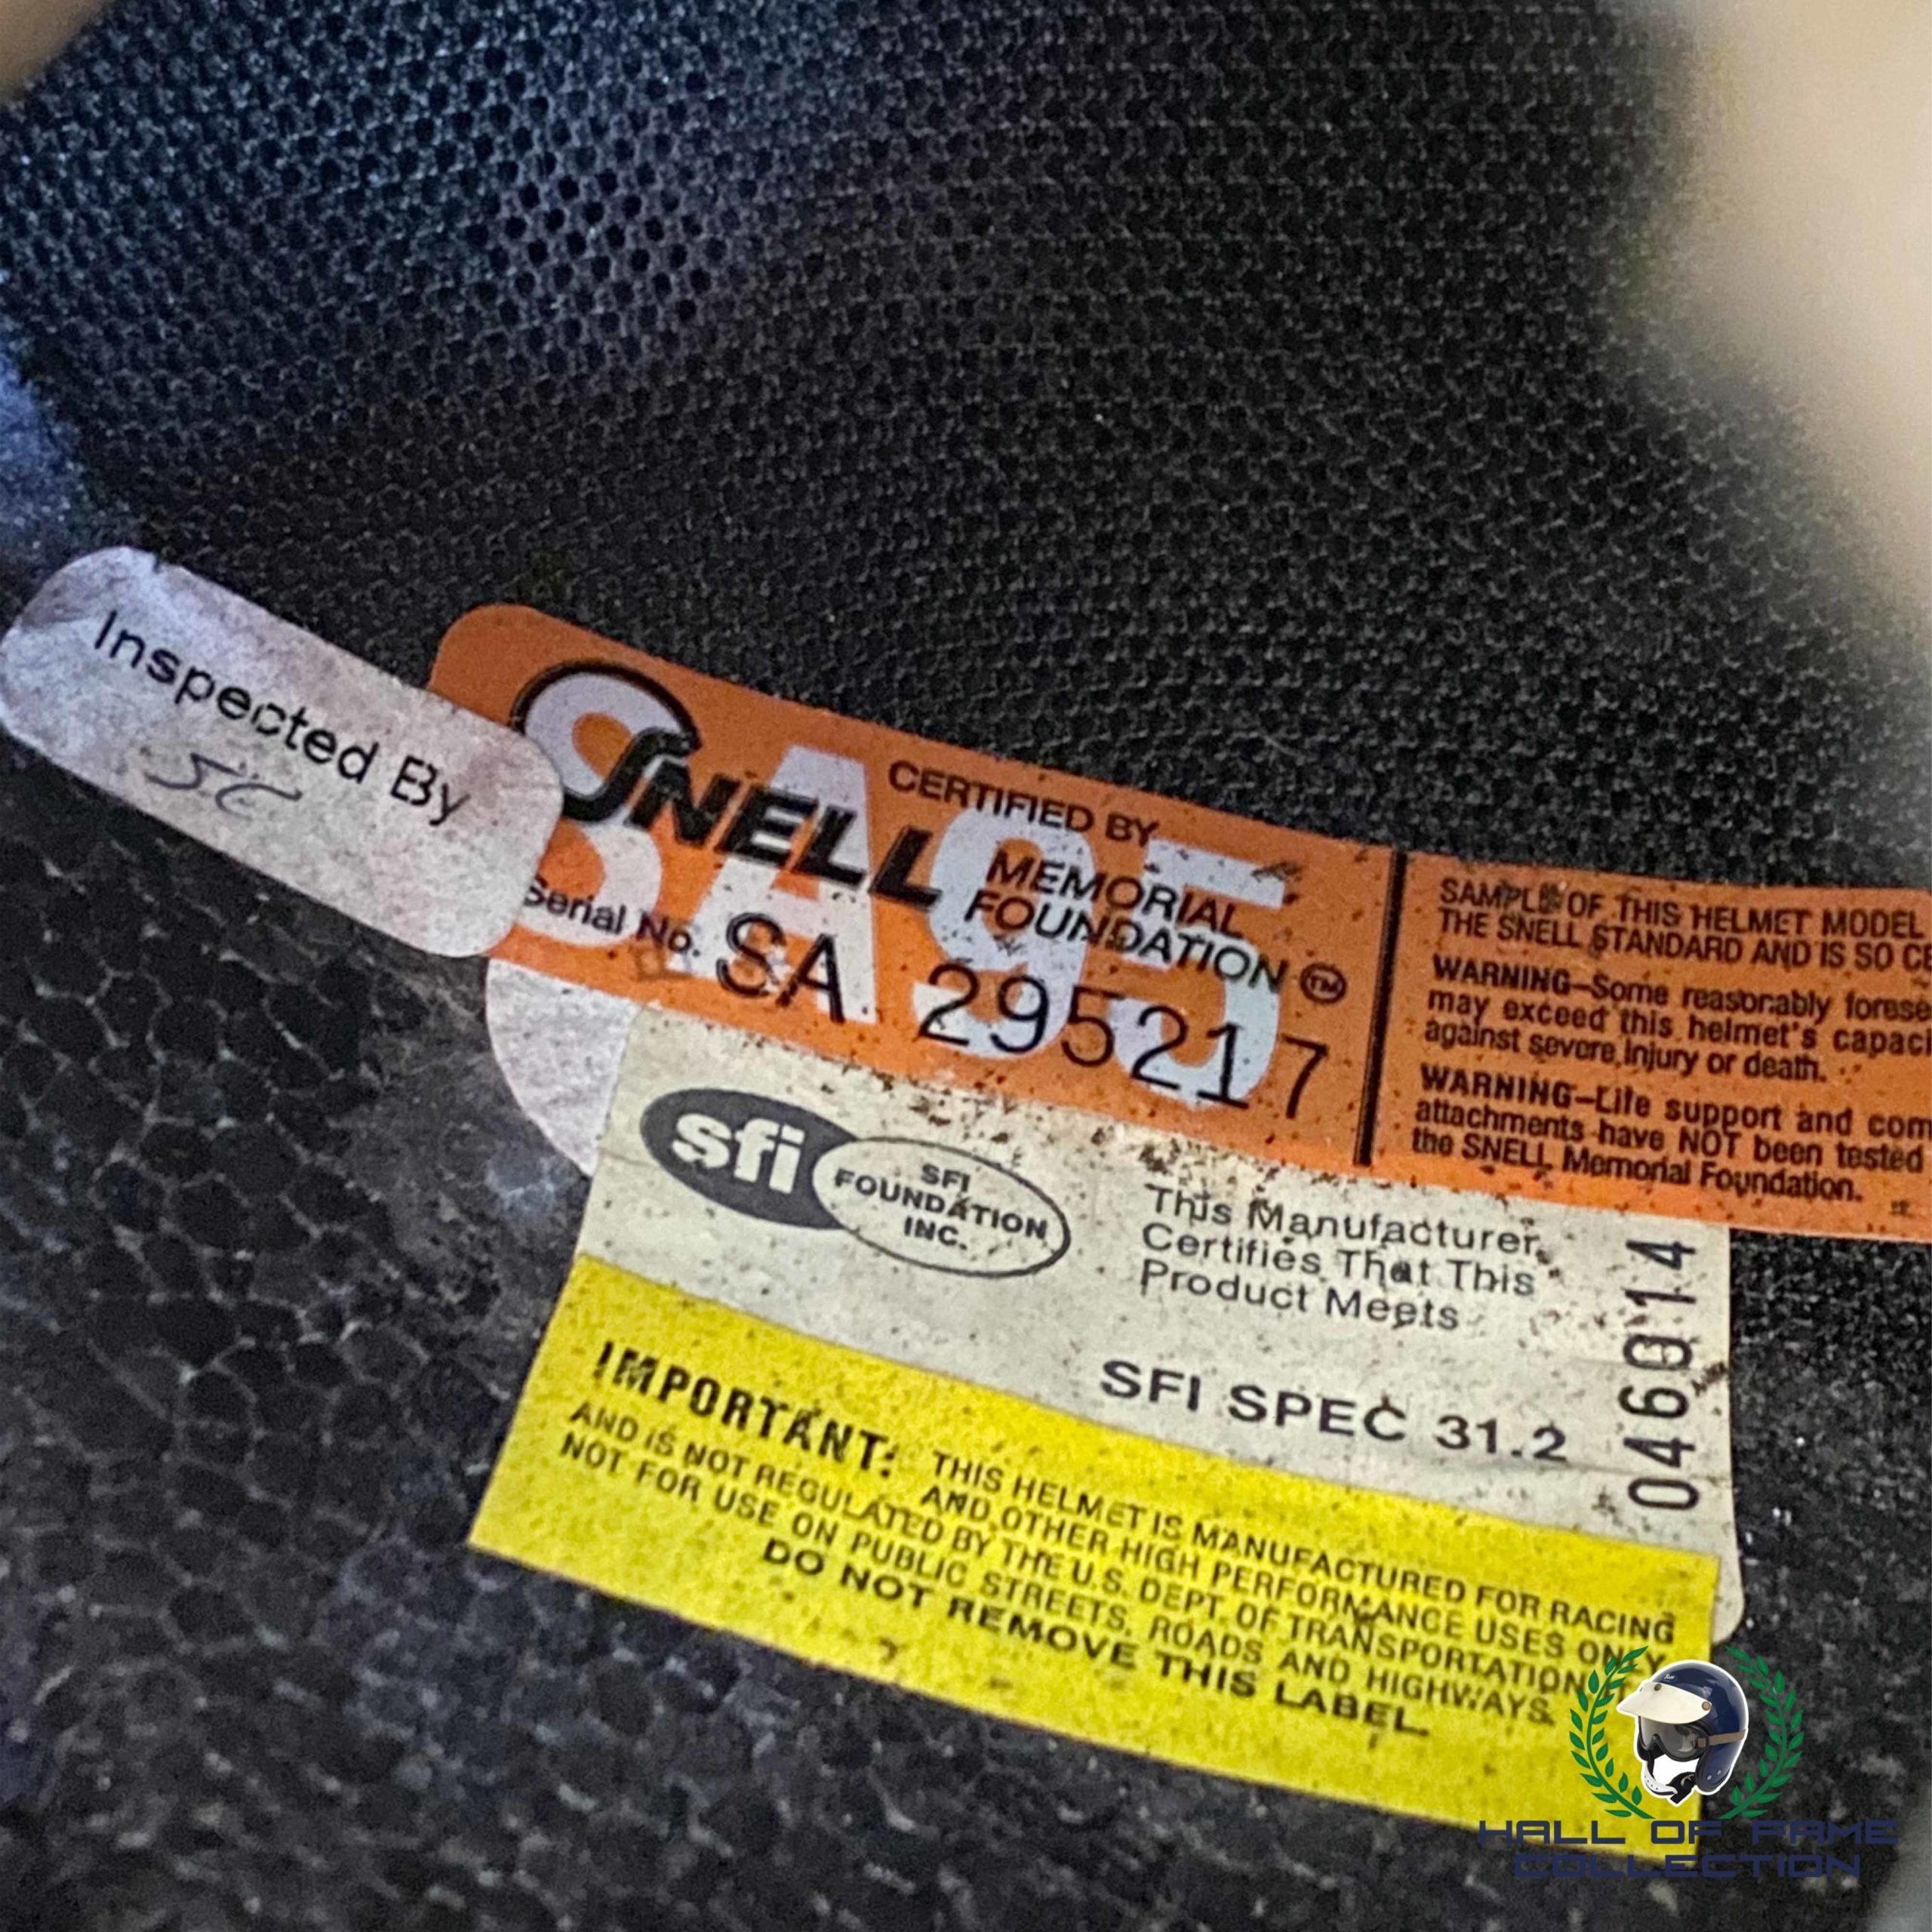 Inspected By
SA95
SNELL
CERTIFIED BY
MEMORIAL
FOUNDATION TM
Serial No. SA 295217
SAMPLE OF THIS HELMET MODEL
THE SNELL STANDARD AND IS SO
WARNING-Some reasonably
may exceed this helmet's
against severe injury or death.
WARNING-Life support and
attachments have NOT been tested
the SNELL Memorial Foundation.
sfi
SFI
FOUNDATION
INC.
This Manufacturer
Certifies That This
Product Meets
SFI SPEC 31.2
046014
IMPORTANT: THIS HELMET IS MANUFACTURED FOR RACING
AND OTHER HIGH PERFORMANCE USES ONLY
AND IS NOT REGULATED BY THE U.S. DEPT. OF TRANSPORTATION
NOT FOR USE ON PUBLIC STREETS, ROADS AND HIGHWAYS.
DO NOT REMOVE THIS LABEL.
HALL OF FAME
COLLECTION